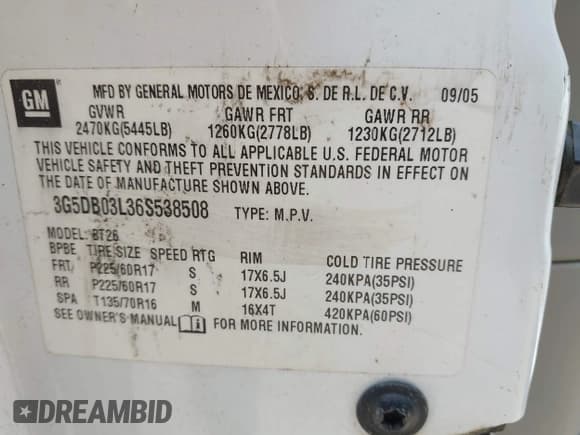 GM
MFD BY GENERAL MOTORS DE MEXICO, S. DE R.L. DE C.V. 09/05
GVWR GAWR FRT GAWR RR
2470KG(5445LB) 1260KG(2778LB) 1230KG(2712LB)
THIS VEHICLE CONFORMS TO ALL APPLICABLE U.S. FEDERAL MOTOR
VEHICLE SAFETY AND THEFT PREVENTION STANDARDS IN EFFECT ON
THE DATE OF MANUFACTURE SHOWN ABOVE.
3G5DB03L36S538508 TYPE: M.P.V.
MODEL: BT26
BPBE TIRE SIZE SPEED RTG RIM COLD TIRE PRESSURE
FRT P225/60R17 S 17X6.5J 240KPA(35PSI)
RR P225/60R17 S 17X6.5J 240KPA(35PSI)
SPA T135/70R16 M 16X4T 420KPA(60PSI)
SEE OWNER'S MANUAL FOR MORE INFORMATION.
DREAMBID